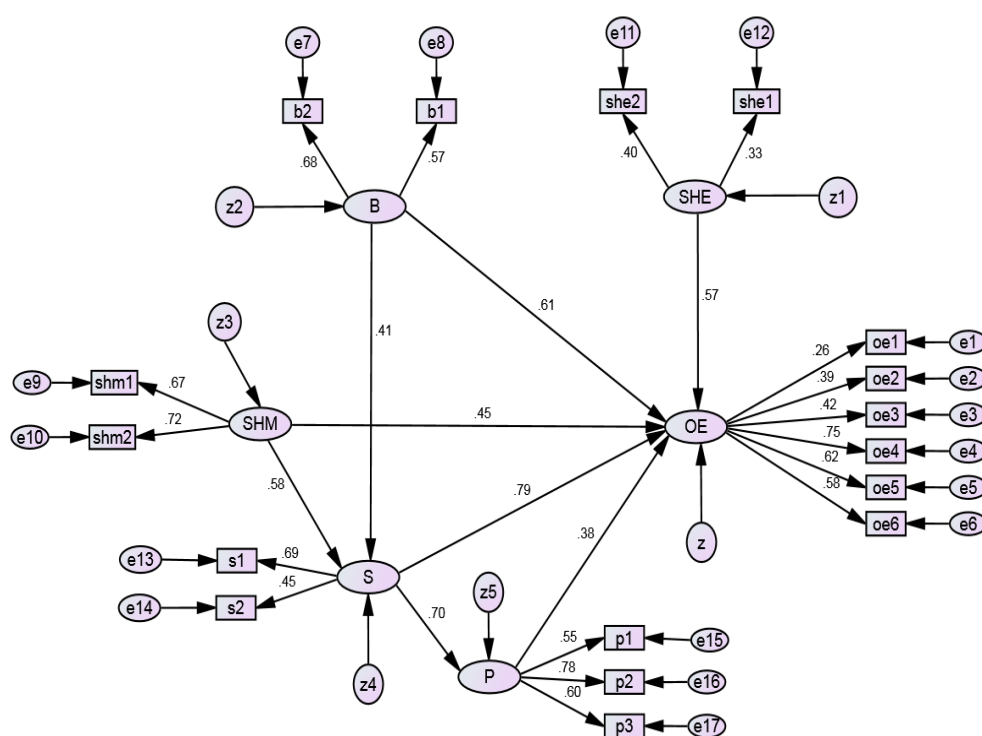 e7
e8
e11
e12
b2
b1
she2
she1
.68
.57
.40
.33
z2
B
SHE
z1
.61
.57
.41
z3
oe1
e1
.26
oe2
e2
.39
e9
shm1
.67
.42
oe3
e3
SHM
.45
OE
.75
oe4
e4
e10
shm2
.72
.62
oe5
e5
.58
.79
.58
oe6
e6
.38
z
e13
s1
.69
S
e14
s2
.45
z5
.70
.55
p1
e15
z4
P
.78
p2
e16
.60
p3
e17